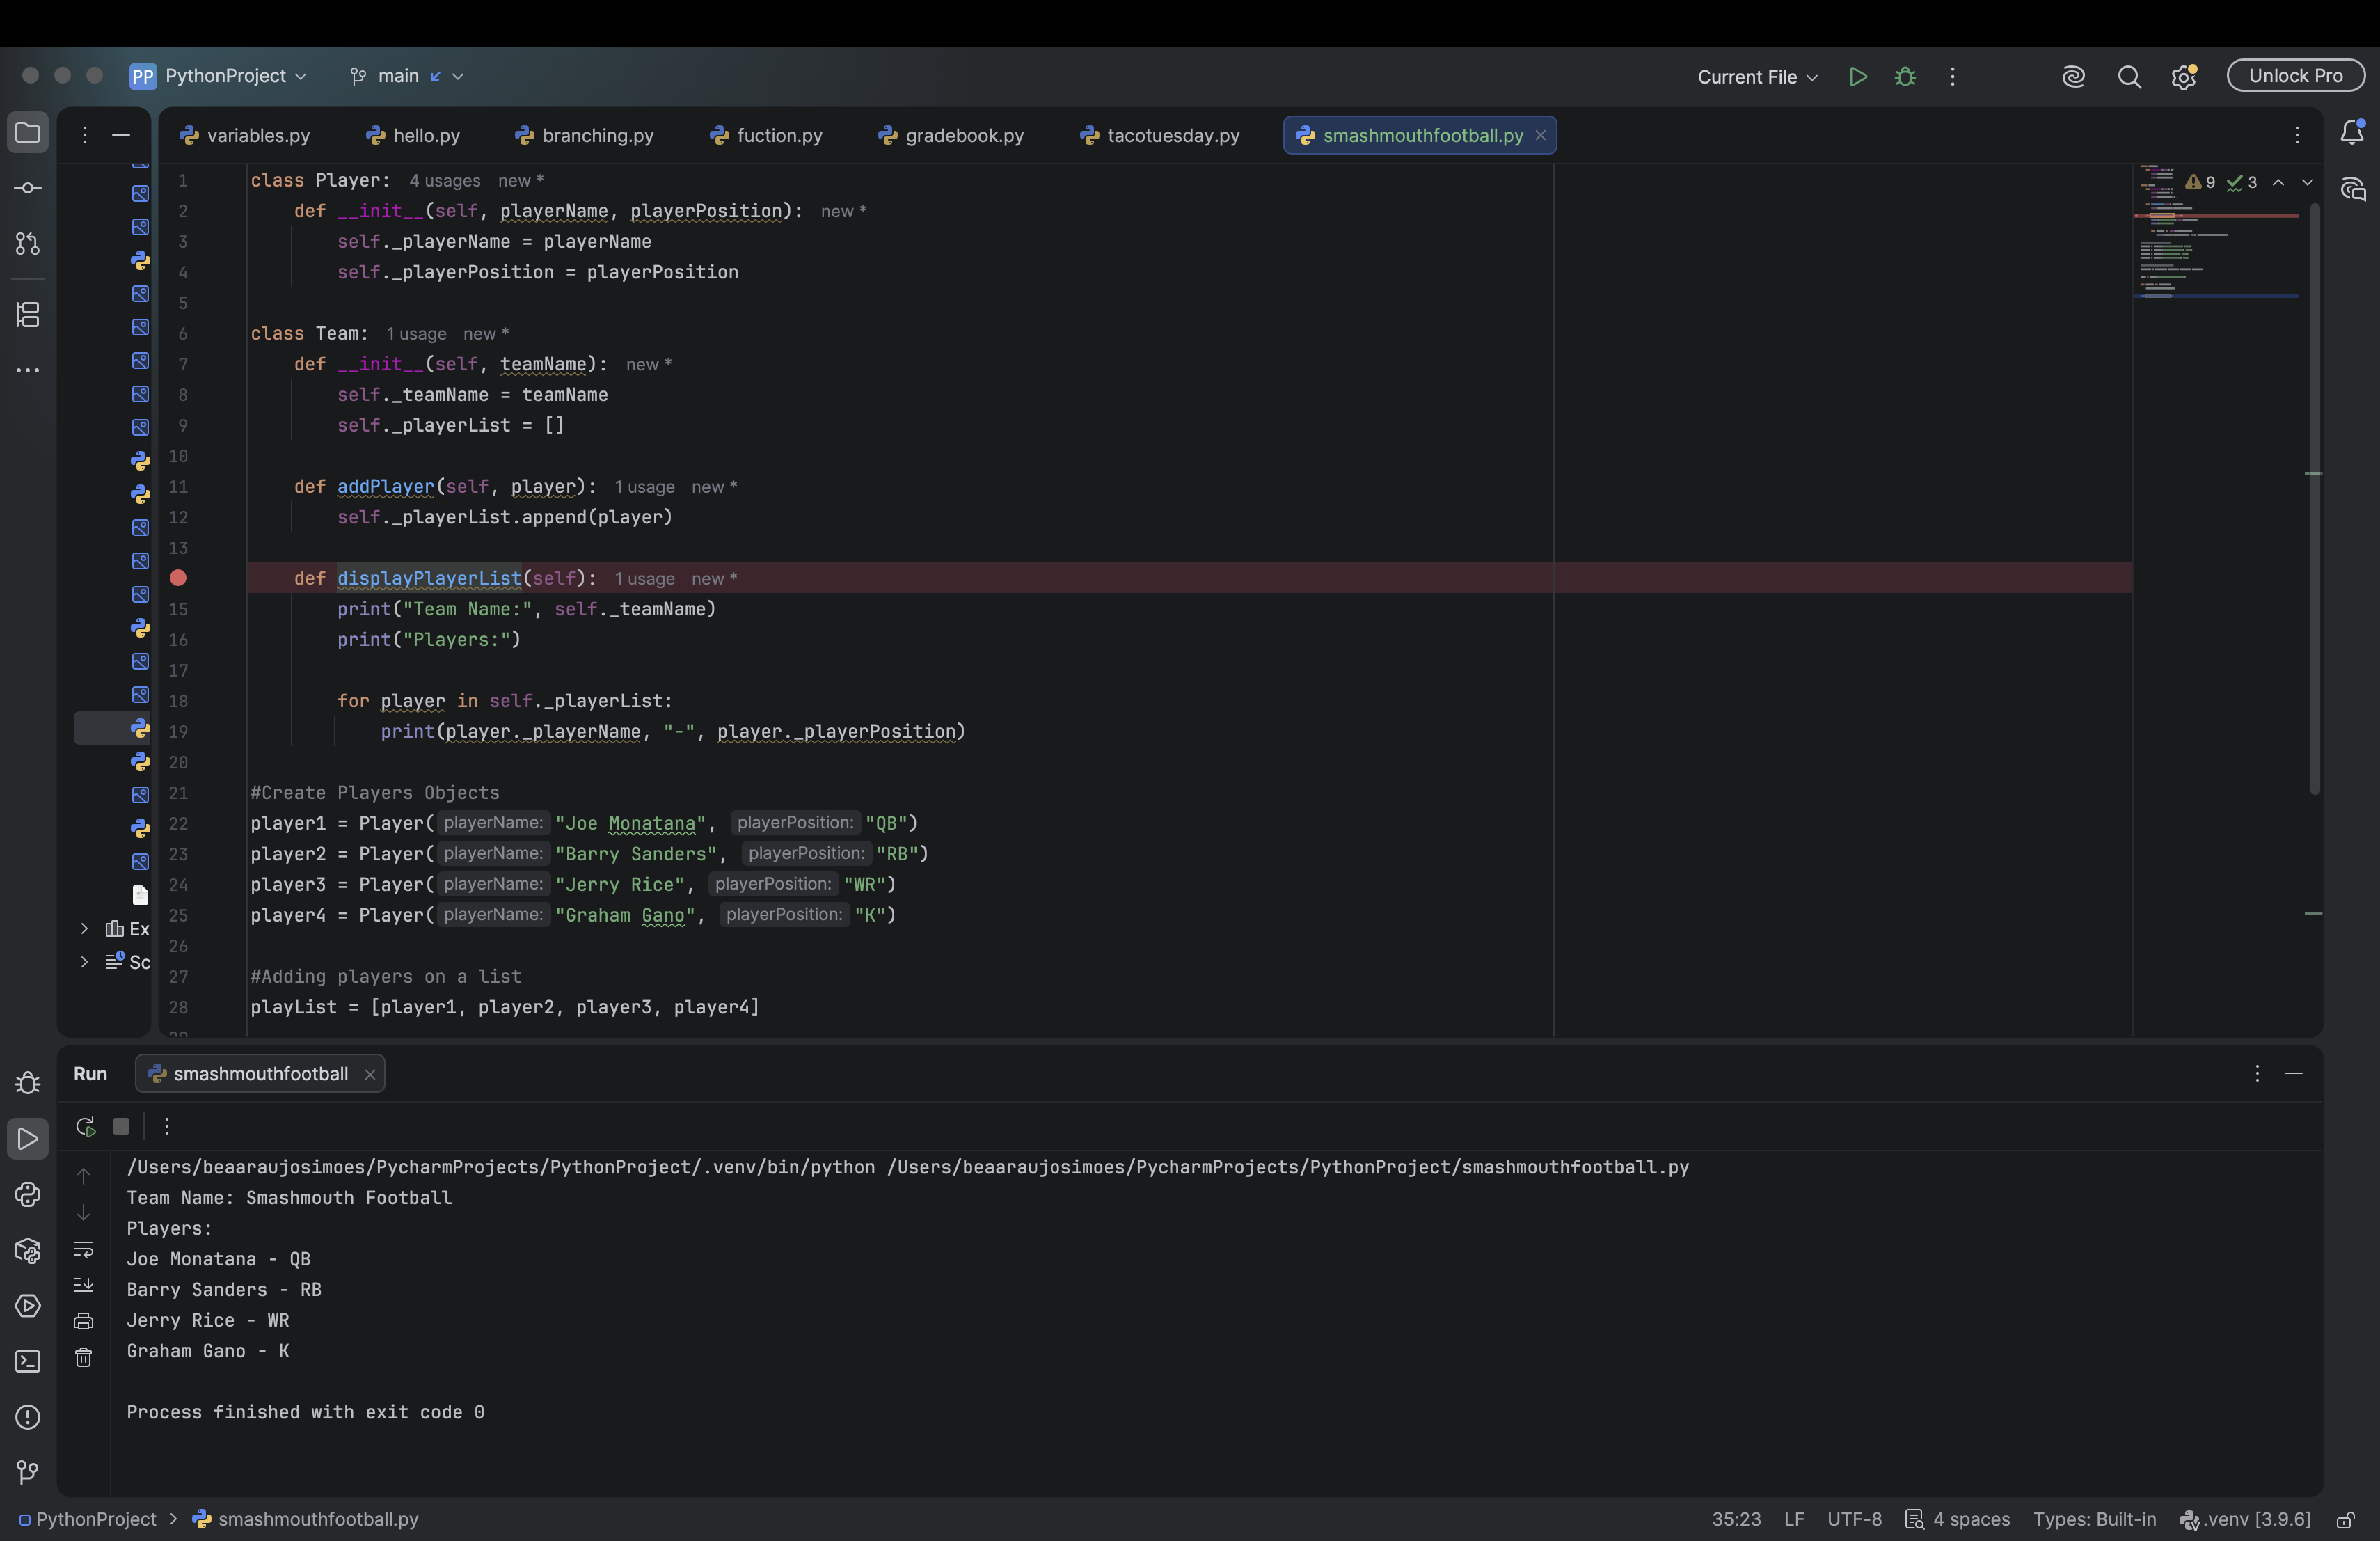 PP PythonProject main Current File Unlock Pro
variables.py hello.py branching.py fuction.py gradebook.py tacotuesday.py smashmouthfootball.py
9 3
1 class Player: 4 usages new *
2 def __init__(self, playerName, playerPosition): new *
3 self._playerName = playerName
4 self._playerPosition = playerPosition
5
6 class Team: 1 usage new *
7 def __init__(self, teamName): new *
8 self._teamName = teamName
9 self._playerList = []
10
11 def addPlayer(self, player): 1 usage new *
12 self._playerList.append(player)
13
def displayPlayerList(self): 1 usage new *
15 print("Team Name:", self._teamName)
16 print("Players:")
17
18 for player in self._playerList:
19 print(player._playerName, "-", player._playerPosition)
20
21 #Create Players Objects
22 player1 = Player( playerName: "Joe Monatana", playerPosition: "QB")
23 player2 = Player( playerName: "Barry Sanders", playerPosition: "RB")
24 player3 = Player( playerName: "Jerry Rice", playerPosition: "WR")
25 player4 = Player( playerName: "Graham Gano", playerPosition: "K")
26
27 #Adding players on a list
28 playList = [player1, player2, player3, player4]
Ex
Sc
Run smashmouthfootball
/Users/beaaraujosimoes/PycharmProjects/PythonProject/.venv/bin/python /Users/beaaraujosimoes/PycharmProjects/PythonProject/smashmouthfootball.py
Team Name: Smashmouth Football
Players:
Joe Monatana - QB
Barry Sanders - RB
Jerry Rice - WR
Graham Gano - K
Process finished with exit code 0
PythonProject > smashmouthfootball.py 35:23 LF UTF-8 4 spaces Types: Built-in .venv [3.9.6]